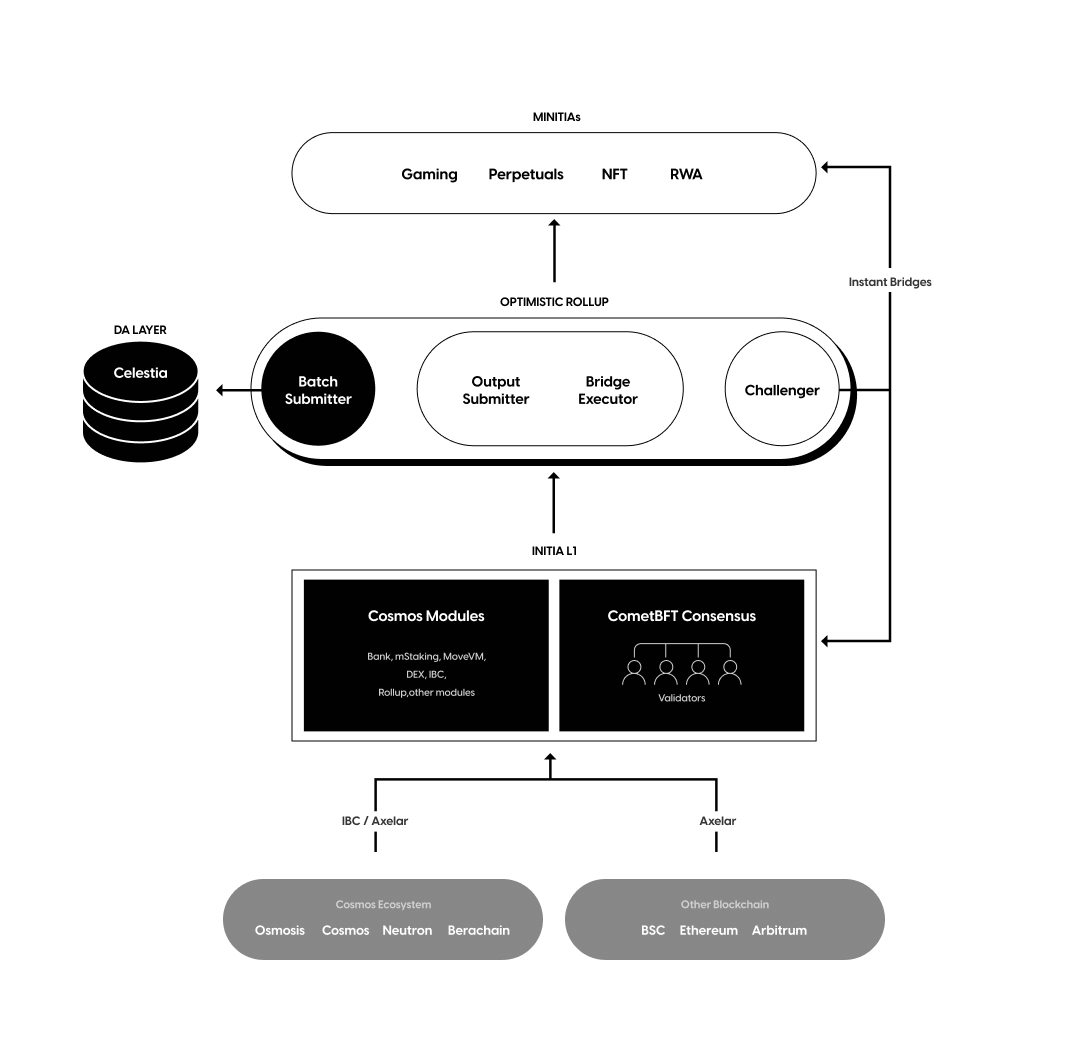 MINITIAs
Gaming Perpetuals NFT RWA
Instant Bridges
OPTIMISTIC ROLLUP
DA LAYER
Celestia
Batch
Submitter
Output
Submitter
Bridge
Executor
Challenger
INITIA L1
Cosmos Modules
Bank, mStaking, MoveVM,
DEX, IBC,
Rollup,other modules
CometBFT Consensus
Validators
IBC / Axelar
Axelar
Cosmos Ecosystem
Osmosis Cosmos Neutron Berachain
Other Blockchain
BSC Ethereum Arbitrum